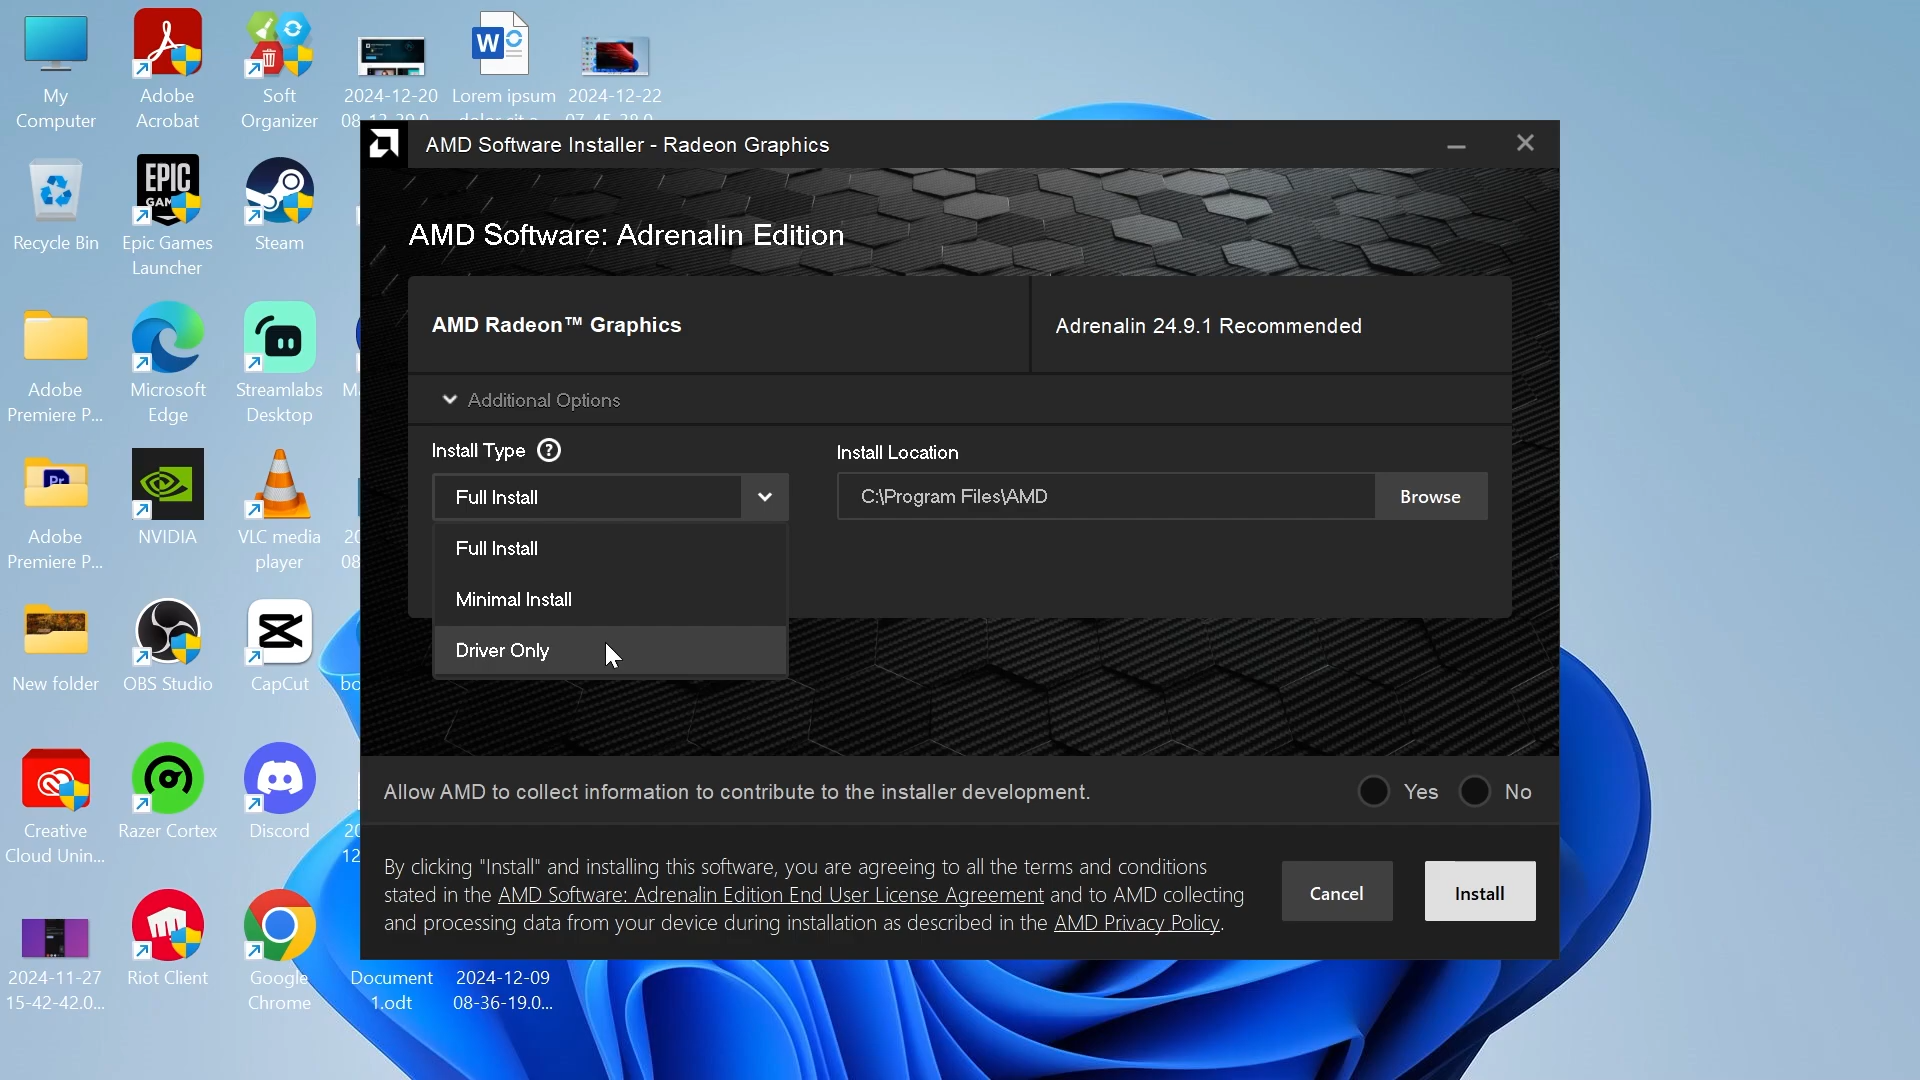 My
Computer
Adobe
Acrobat
Soft
Organizer
2024-12-20
Lorem ipsum
2024-12-22
AMD Software Installer - Radeon Graphics
Recycle Bin
EPIC
Epic Games
Launcher
Steam
AMD Software: Adrenalin Edition
AMD Radeon™ Graphics
Adrenalin 24.9.1 Recommended
Adobe
Premiere P...
Microsoft
Edge
Streamlabs
Desktop
Additional Options
Install Type ?
Install Location
Full Install
C:\Program Files\AMD
Browse
Full Install
Minimal Install
Driver Only
Pr
Adobe
Premiere P...
NVIDIA
VLC media
player
New folder
OBS Studio
CapCut
Creative
Cloud Unin...
Razer Cortex
Discord
Allow AMD to collect information to contribute to the installer development.
Yes
No
By clicking "Install" and installing this software, you are agreeing to all the terms and conditions
stated in the AMD Software: Adrenalin Edition End User License Agreement and to AMD collecting
and processing data from your device during installation as described in the AMD Privacy Policy.
Cancel
Install
2024-11-27
15-42-42.0...
Riot Client
Google
Chrome
Document
1.odt
2024-12-09
08-36-19.0...